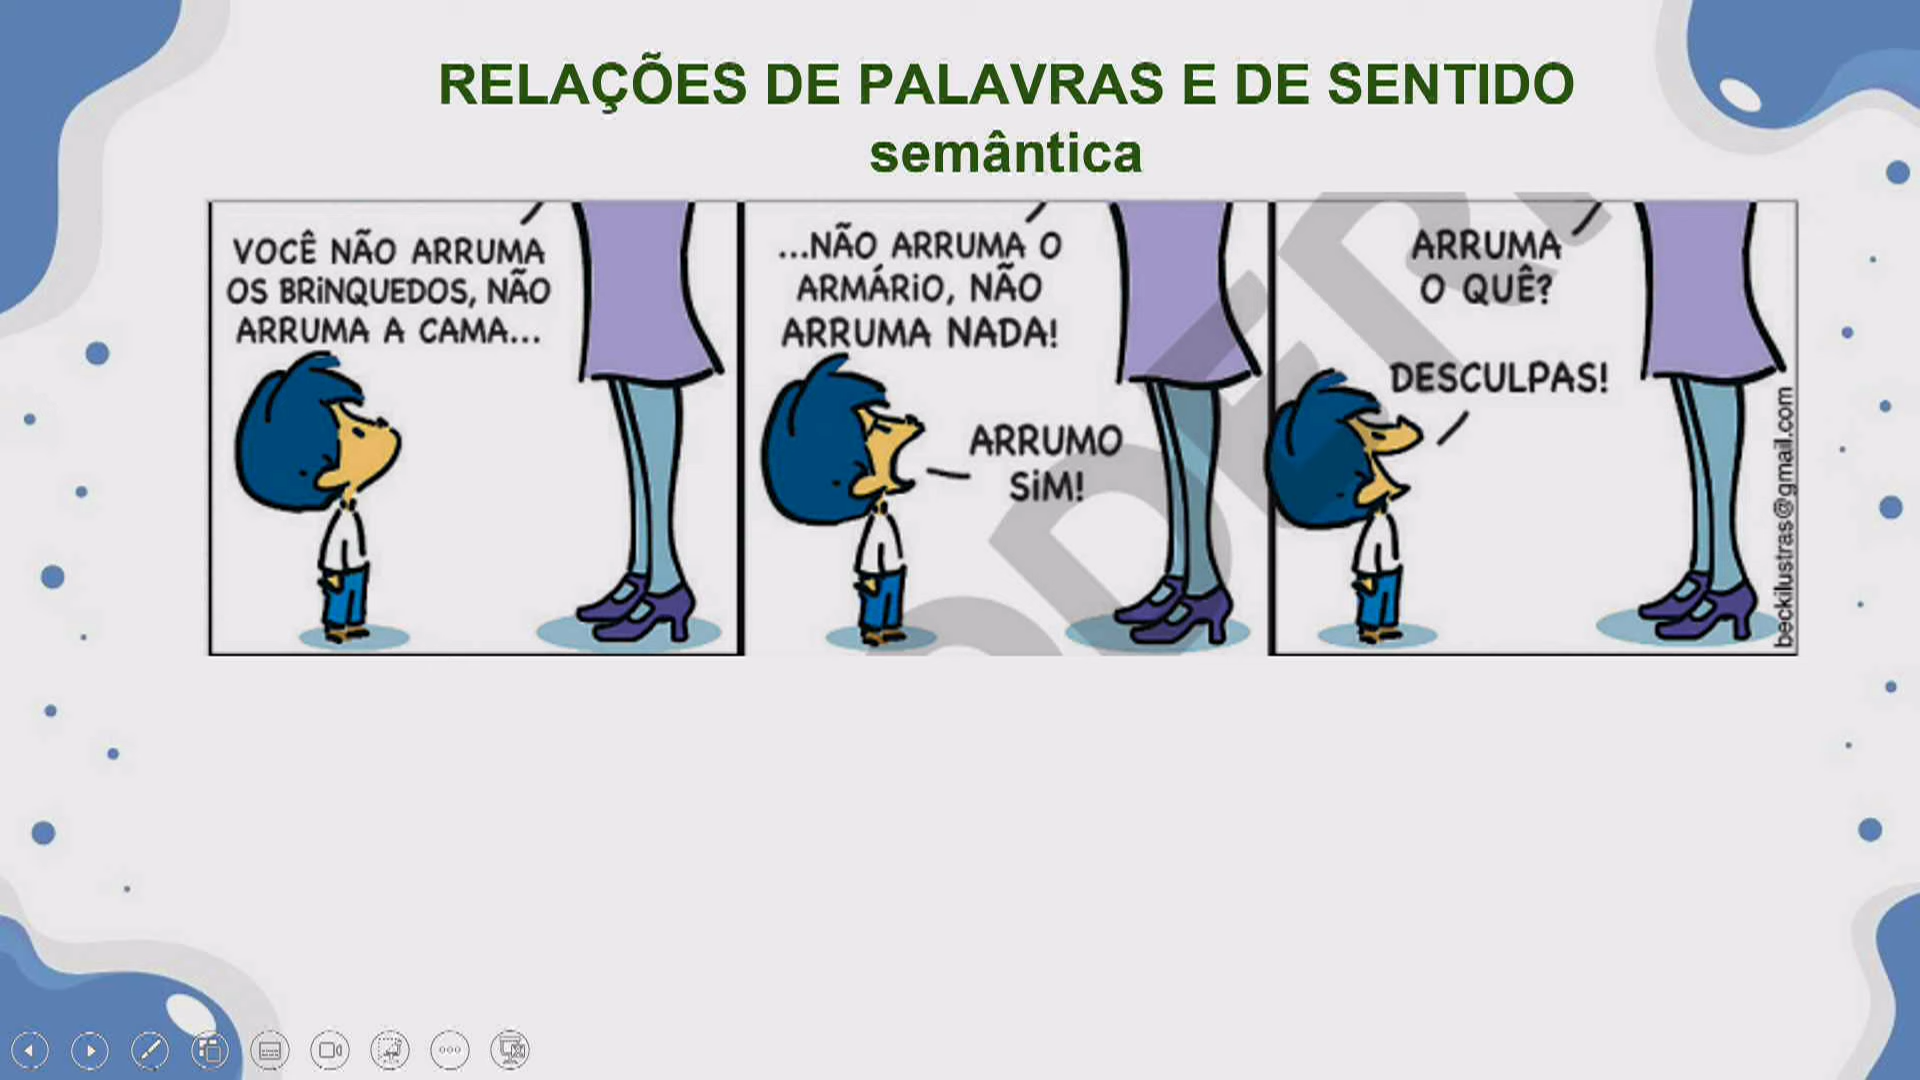 RELAÇÕES DE PALAVRAS E DE SENTIDO
semântica
VOCÊ NÃO ARRUMA
OS BRiNQUEDOS, NÃO
ARRUMA A CAMA...
...NÃO ARRUMA O
ARMÁRiO, NÃO
ARRUMA NADA!
ARRUMO
SiM!
ARRUMA
O QUÊ?
DESCULPAS!
beckilustras@gmail.com